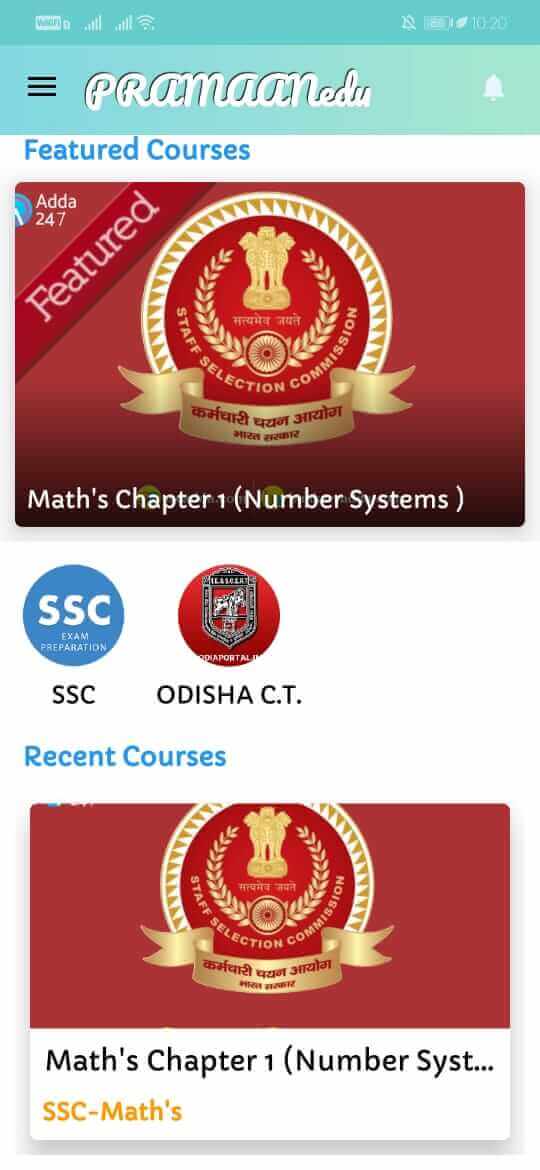 10:20
PRAMAANedu
Featured Courses
Adda
247
Featured
सत्यमेव जयते
STAFF SELECTION COMMISSION
कर्मचारी चयन आयोग
भारत सरकार
Math's Chapter 1 (Number Systems )
SSC
EXAM
PREPARATION
ODIAPORTAL.IN
SSC
ODISHA C.T.
Recent Courses
सत्यमेव जयते
STAFF SELECTION COMMISSION
कर्मचारी चयन आयोग
भारत सरकार
Math's Chapter 1 (Number Syst...
SSC-Math's